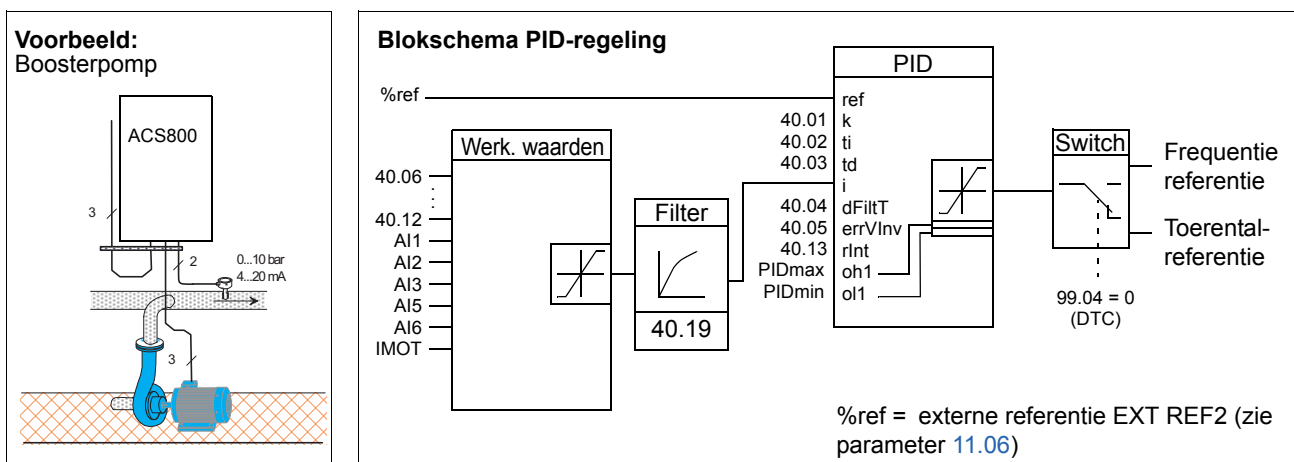 Voorbeeld:
Boosterpomp
ACS800
3
2
0...10 bar
4...20 mA
3
Blokschema PID-regeling
%ref
Werk. waarden
40.06
40.12
AI1
AI2
AI3
AI5
AI6
IMOT
Filter
40.19
PID
ref
40.01 k
40.02 ti
40.03 td
i
40.04 dFiltT
40.05 errVInv
40.13 rInt
PIDmax oh1
PIDmin ol1
Switch
Frequentie
referentie
Toerental-
referentie
99.04 = 0
(DTC)
%ref = externe referentie EXT REF2 (zie
parameter 11.06)